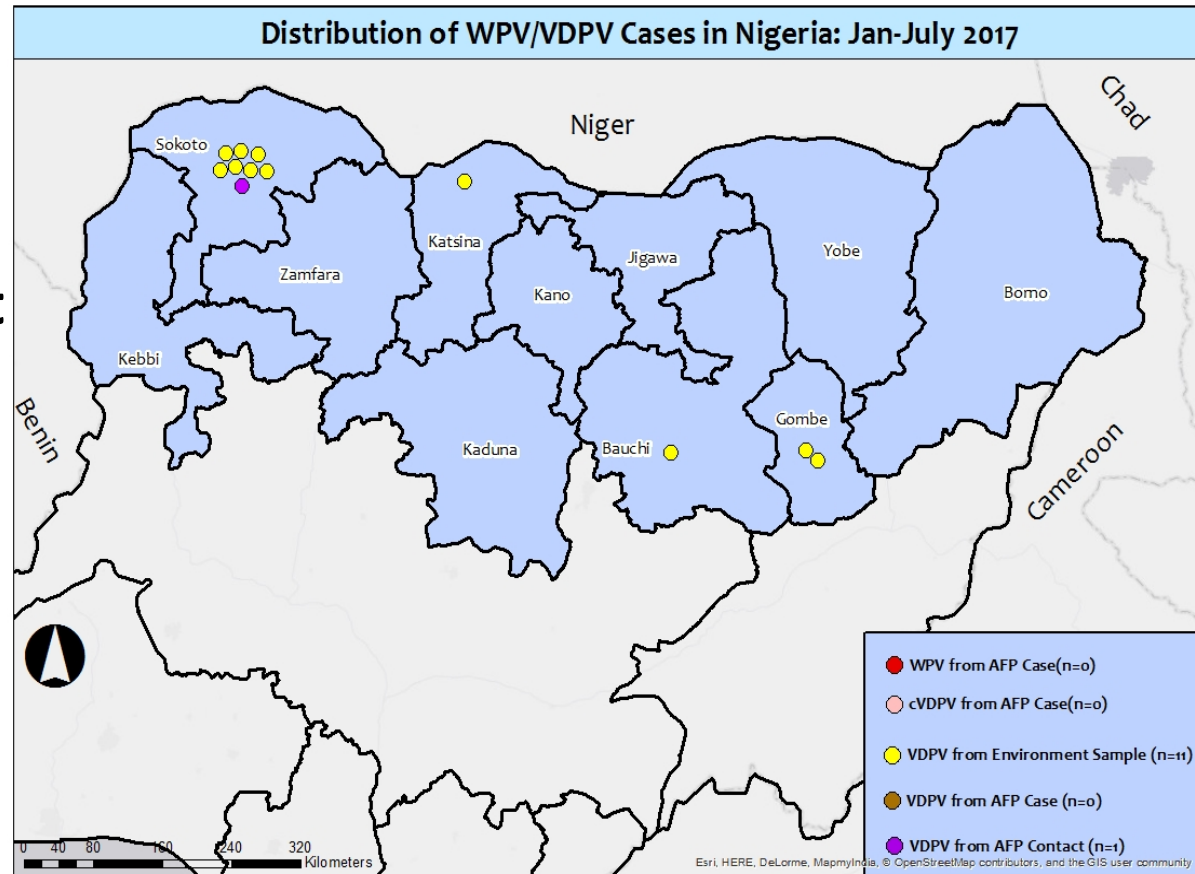 Distribution of WPV/VDPV Cases in Nigeria: Jan-July 2017
Chad
Niger
Sokoto
Katsina
Yobe
Jigawa
Zamfara
Kano
Borno
Kebbi
Benin
Gombe
Kaduna
Bauchi
Cameroon
WPV from AFP Case(n=0)
cVDPV from AFP Case(n=0)
VDPV from Environment Sample (n=11)
VDPV from AFP Case (n=0)
VDPV from AFP Contact (n=1)
0 40 80 160 240 320
Kilometers
Esri, HERE, DeLorme, MapmyIndia, © OpenStreetMap contributors, and the GIS user community